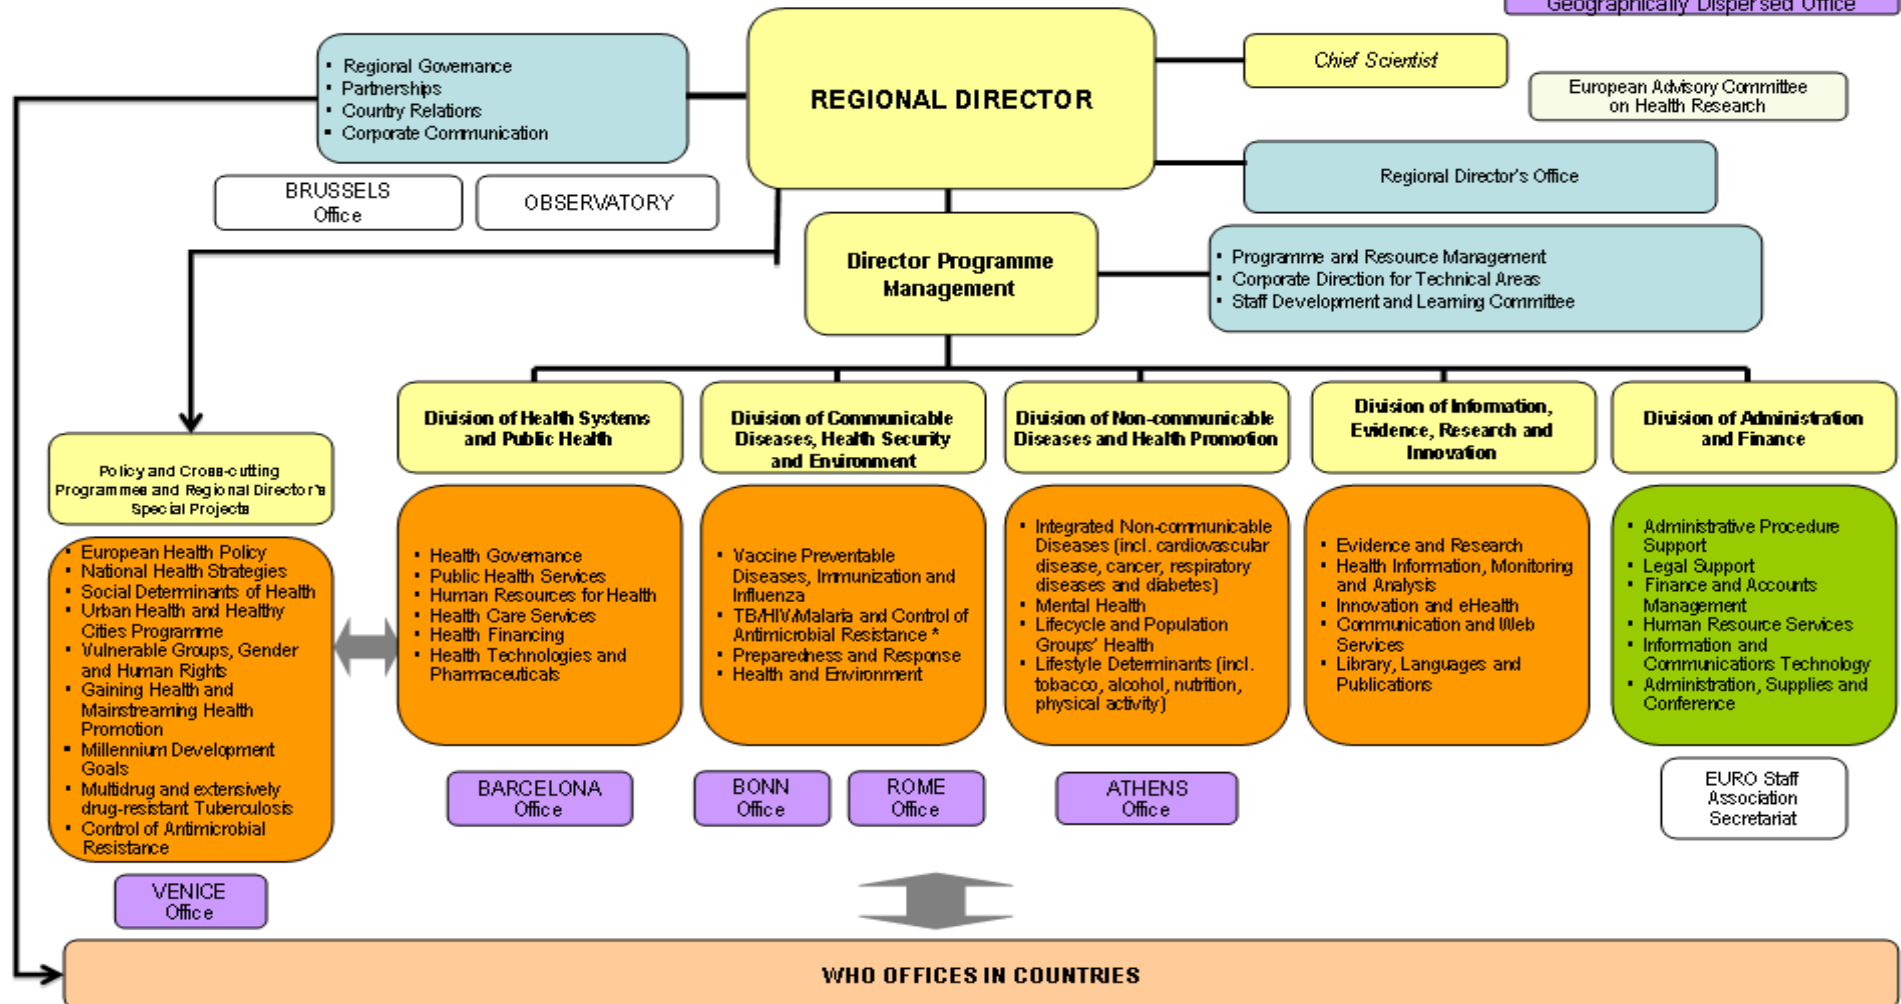 Geographically Dispersed Office
▪ Regional Governance
▪ Partnerships
▪ Country Relations
▪ Corporate Communication
REGIONAL DIRECTOR
Chief Scientist
European Advisory Committee
on Health Research
BRUSSELS
Office
OBSERVATORY
Regional Director's Office
Director Programme
Management
▪ Programme and Resource Management
▪ Corporate Direction for Technical Areas
▪ Staff Development and Learning Committee
Policy and Cross-cutting
Programmes and Regional Director's
Special Projects
Division of Health Systems
and Public Health
Division of Communicable
Diseases, Health Security
and Environment
Division of Non-communicable
Diseases and Health Promotion
Division of Information,
Evidence, Research and
Innovation
Division of Administration
and Finance
▪ European Health Policy
▪ National Health Strategies
▪ Social Determinants of Health
▪ Urban Health and Healthy
Cities Programme
▪ Vulnerable Groups, Gender
and Human Rights
▪ Gaining Health and
Mainstreaming Health
Promotion
▪ Millennium Development
Goals
▪ Multidrug and extensively
drug-resistant Tuberculosis
▪ Control of Antimicrobial
Resistance
▪ Health Governance
▪ Public Health Services
▪ Human Resources for Health
▪ Health Care Services
▪ Health Financing
▪ Health Technologies and
Pharmaceuticals
▪ Vaccine Preventable
Diseases, Immunization and
Influenza
▪ TB/HIV/Malaria and Control of
Antimicrobial Resistance *
▪ Preparedness and Response
▪ Health and Environment
▪ Integrated Non-communicable
Diseases (incl. cardiovascular
disease, cancer, respiratory
diseases and diabetes)
▪ Mental Health
▪ Lifecycle and Population
Groups' Health
▪ Lifestyle Determinants (incl.
tobacco, alcohol, nutrition,
physical activity)
▪ Evidence and Research
▪ Health Information, Monitoring
and Analysis
▪ Innovation and eHealth
▪ Communication and Web
Services
▪ Library, Languages and
Publications
▪ Administrative Procedure
Support
▪ Legal Support
▪ Finance and Accounts
Management
▪ Human Resource Services
▪ Information and
Communications Technology
▪ Administration, Supplies and
Conference
VENICE
Office
BARCELONA
Office
BONN
Office
ROME
Office
ATHENS
Office
EURO Staff
Association
Secretariat
WHO OFFICES IN COUNTRIES